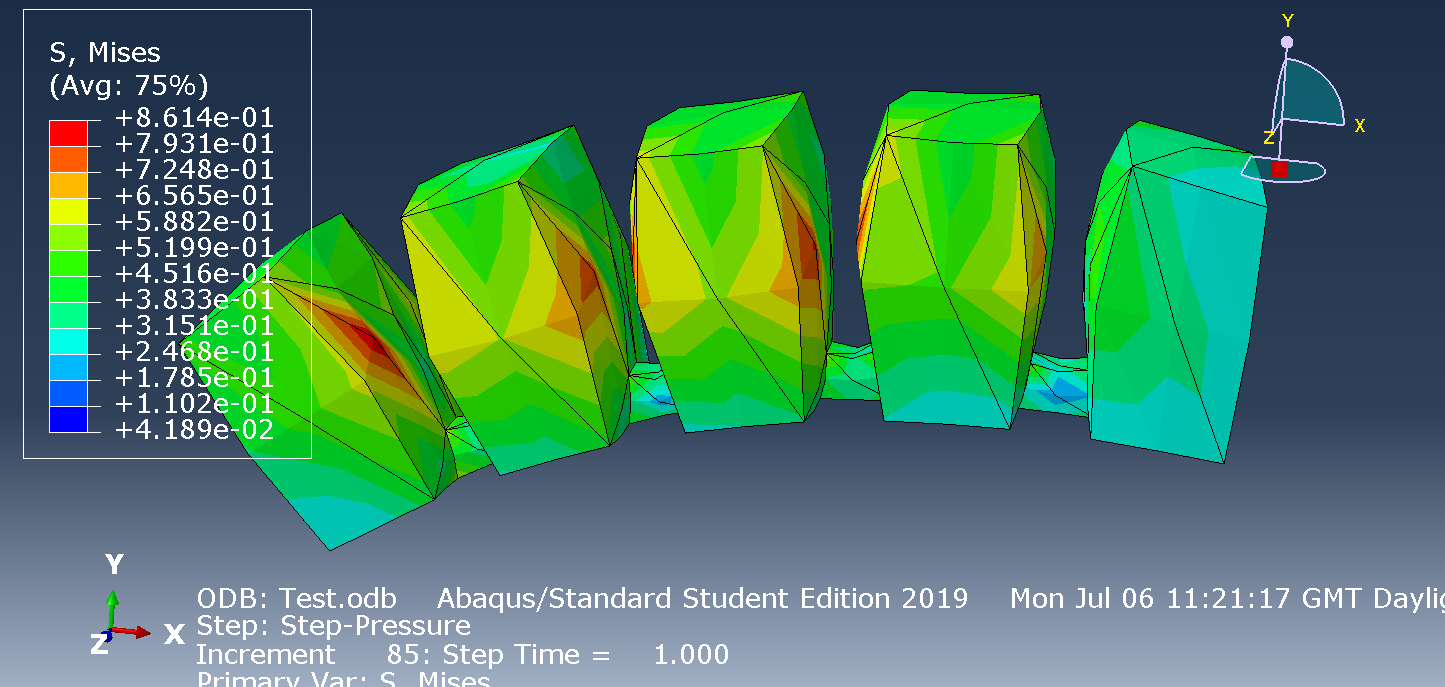 S, Mises
(Avg: 75%)
+8.614e-01
+7.931e-01
+7.248e-01
+6.565e-01
+5.882e-01
+5.199e-01
+4.516e-01
+3.833e-01
+3.151e-01
+2.468e-01
+1.785e-01
+1.102e-01
+4.189e-02
Y
X
Z
Y
X
Z
ODB: Test.odb    Abaqus/Standard Student Edition 2019    Mon Jul 06 11:21:17 GMT Daylig
Step: Step-Pressure
Increment    85: Step Time =    1.000
Primary Var: S, Mises